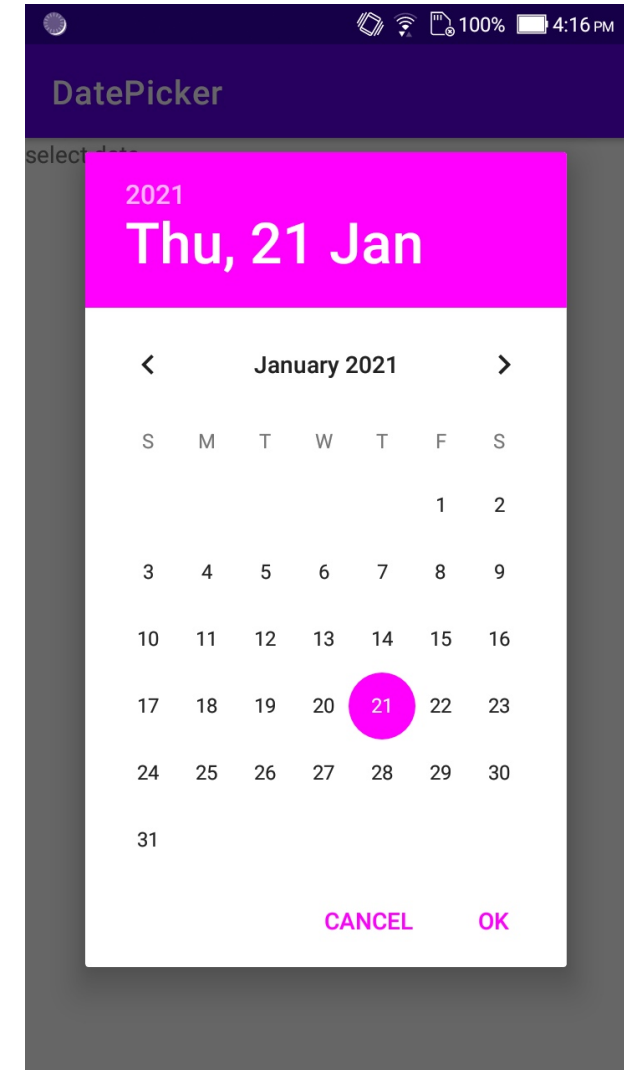 100% 4:16 PM
DatePicker
select date
2021
Thu, 21 Jan
January 2021
S M T W T F S
1 2
3 4 5 6 7 8 9
10 11 12 13 14 15 16
17 18 19 20 21 22 23
24 25 26 27 28 29 30
31
CANCEL OK